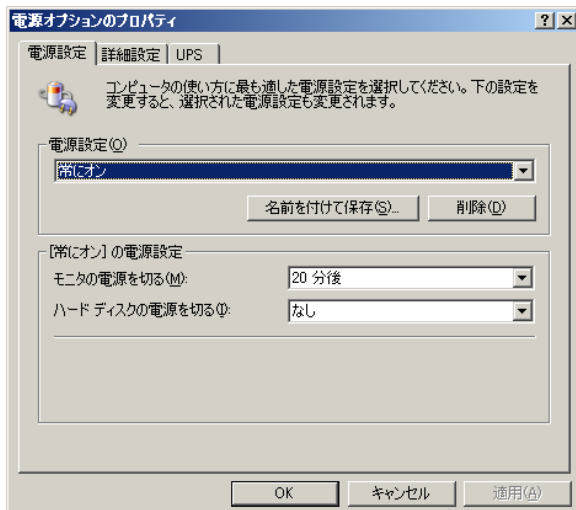 電源オプションのプロパティ
電源設定 詳細設定 UPS
コンピュータの使い方に最も適した電源設定を選択してください。下の設定を
変更すると、選択された電源設定も変更されます。
電源設定(O)
常にオン
名前を付けて保存(S)... 削除(D)
[常にオン] の電源設定
モニタの電源を切る(M): 20 分後
ハード ディスクの電源を切る(I): なし
OK キャンセル 適用(A)